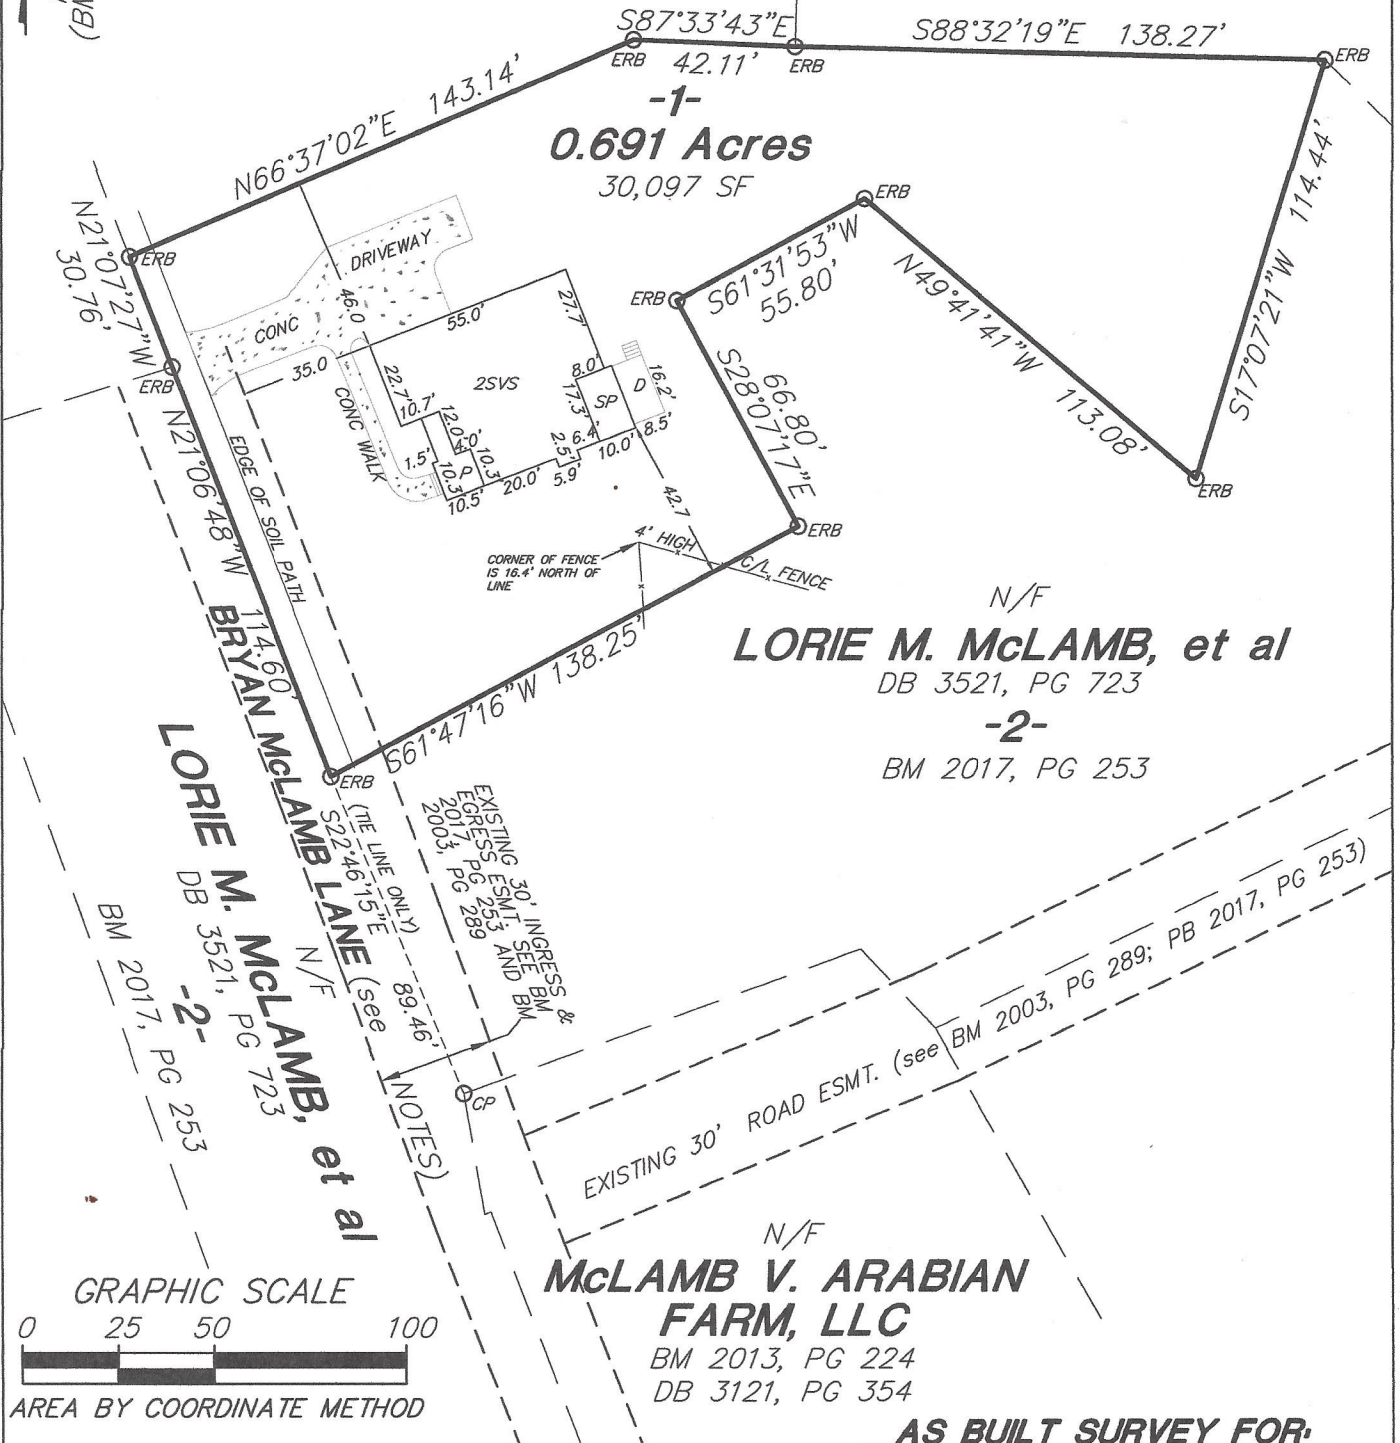 (BM
S87°33'43"E
42.11'
S88°32'19"E 138.27'
ERB
ERB
ERB
N66°37'02"E 143.14'
-1-
0.691 Acres
30,097 SF
N21°07'27"W
30.76'
ERB
ERB
ERB
S61°31'53"W
55.80'
ERB
N49°41'41"W 113.08'
S17°07'21"W 114.44'
ERB
S28°07'17"E
66.80'
ERB
DRIVEWAY
CONC
46.0
55.0'
35.0
27.7'
22.7'
2SVS
8.0'
17.3'
SP
D
16.2'
8.5'
10.0'
6.4'
2.5'
5.9'
20.0'
10.7'
12.0'
4.0'
10.3'
P
1.5'
10.3'
10.5'
CONC WALK
42.7
EDGE OF SOIL PATH
N21°06'48"W 114.60'
CORNER OF FENCE
IS 16.4' NORTH OF
LINE
4' HIGH
C/L FENCE
S61°47'16"W 138.25'
ERB
N/F
LORIE M. McLAMB, et al
DB 3521, PG 723
-2-
BM 2017, PG 253
BRYAN McLAMB LANE (see
NOTES)
(TIE LINE ONLY)
S22°46'15"E 89.46'
EXISTING 30' INGRESS &
EGRESS ESMT. SEE BM
2017, PG 253 AND BM
2003, PG 289
N/F
LORIE M. McLAMB, et al
DB 3521, PG 723
-2-
BM 2017, PG 253
CP
EXISTING 30' ROAD ESMT. (see BM 2003, PG 289; PB 2017, PG 253)
N/F
McLAMB V. ARABIAN
FARM, LLC
BM 2013, PG 224
DB 3121, PG 354
GRAPHIC SCALE
0 25 50 100
AREA BY COORDINATE METHOD
AS BUILT SURVEY FOR: